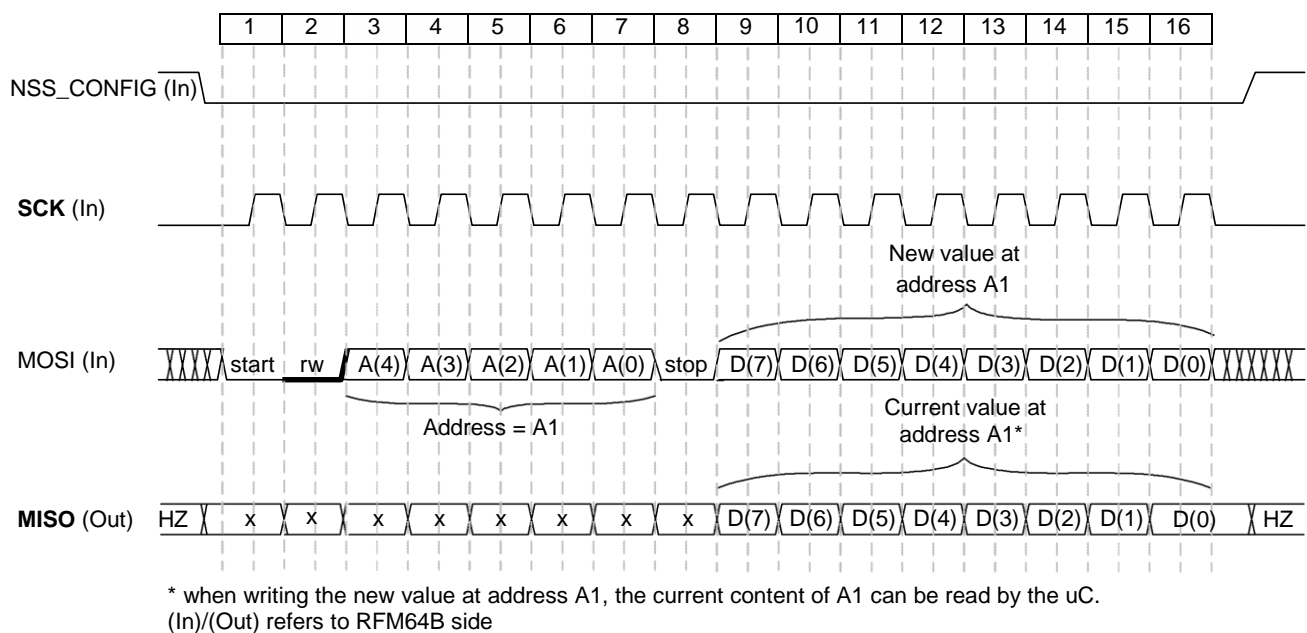 1 2 3 4 5 6 7 8 9 10 11 12 13 14 15 16
NSS_CONFIG (In)
SCK (In)
New value at
address A1
MOSI (In) start rw A(4) A(3) A(2) A(1) A(0) stop D(7) D(6) D(5) D(4) D(3) D(2) D(1) D(0)
Address = A1
Current value at
address A1*
MISO (Out) HZ x x x x x x x x D(7) D(6) D(5) D(4) D(3) D(2) D(1) D(0) HZ
* when writing the new value at address A1, the current content of A1 can be read by the uC.
(In)/(Out) refers to RFM64B side